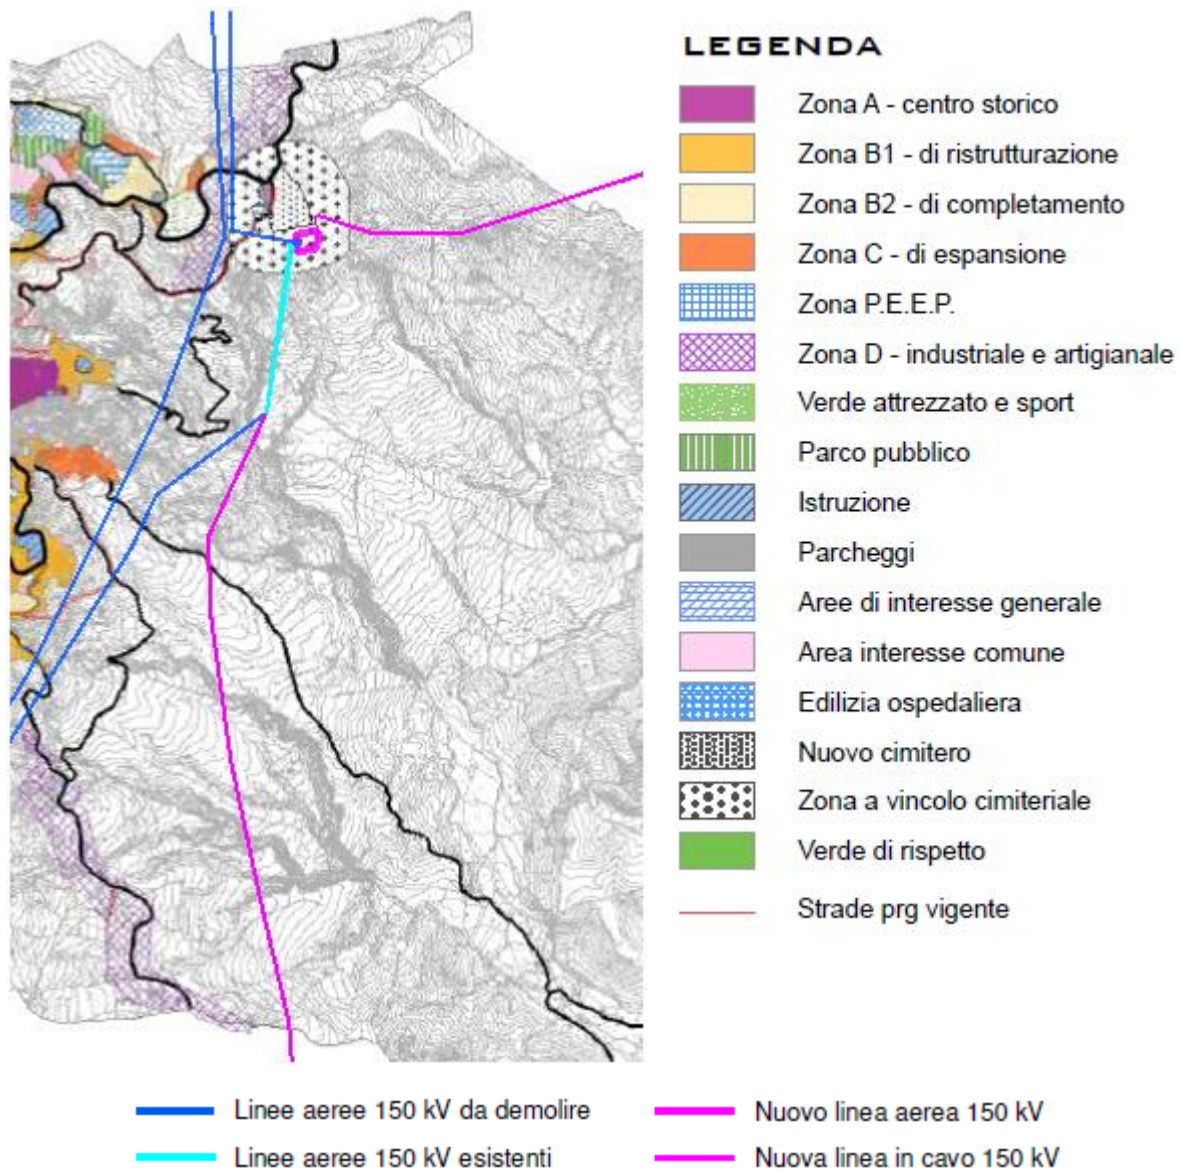 LEGENDA
Zona A - centro storico
Zona B1 - di ristrutturazione
Zona B2 - di completamento
Zona C - di espansione
Zona P.E.E.P.
Zona D - industriale e artigianale
Verde attrezzato e sport
Parco pubblico
Istruzione
Parcheggi
Aree di interesse generale
Area interesse comune
Edilizia ospedaliera
Nuovo cimitero
Zona a vincolo cimiteriale
Verde di rispetto
Strade prg vigente
Linee aeree 150 kV da demolire
Nuovo linea aerea 150 kV
Linee aeree 150 kV esistenti
Nuova linea in cavo 150 kV